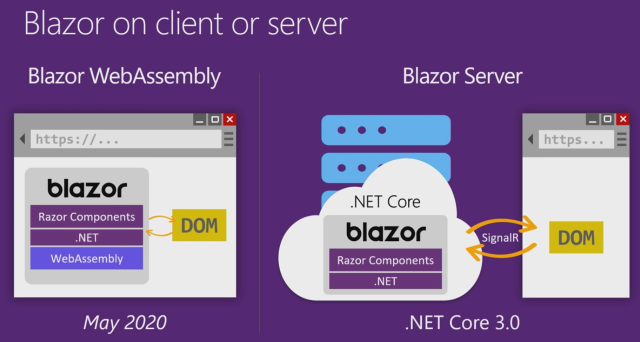 Blazor on client or server
Blazor WebAssembly
https://...
blazor
Razor Components
.NET
WebAssembly
DOM
May 2020
Blazor Server
.NET Core
blazor
Razor Components
.NET
SignalR
https...
DOM
.NET Core 3.0